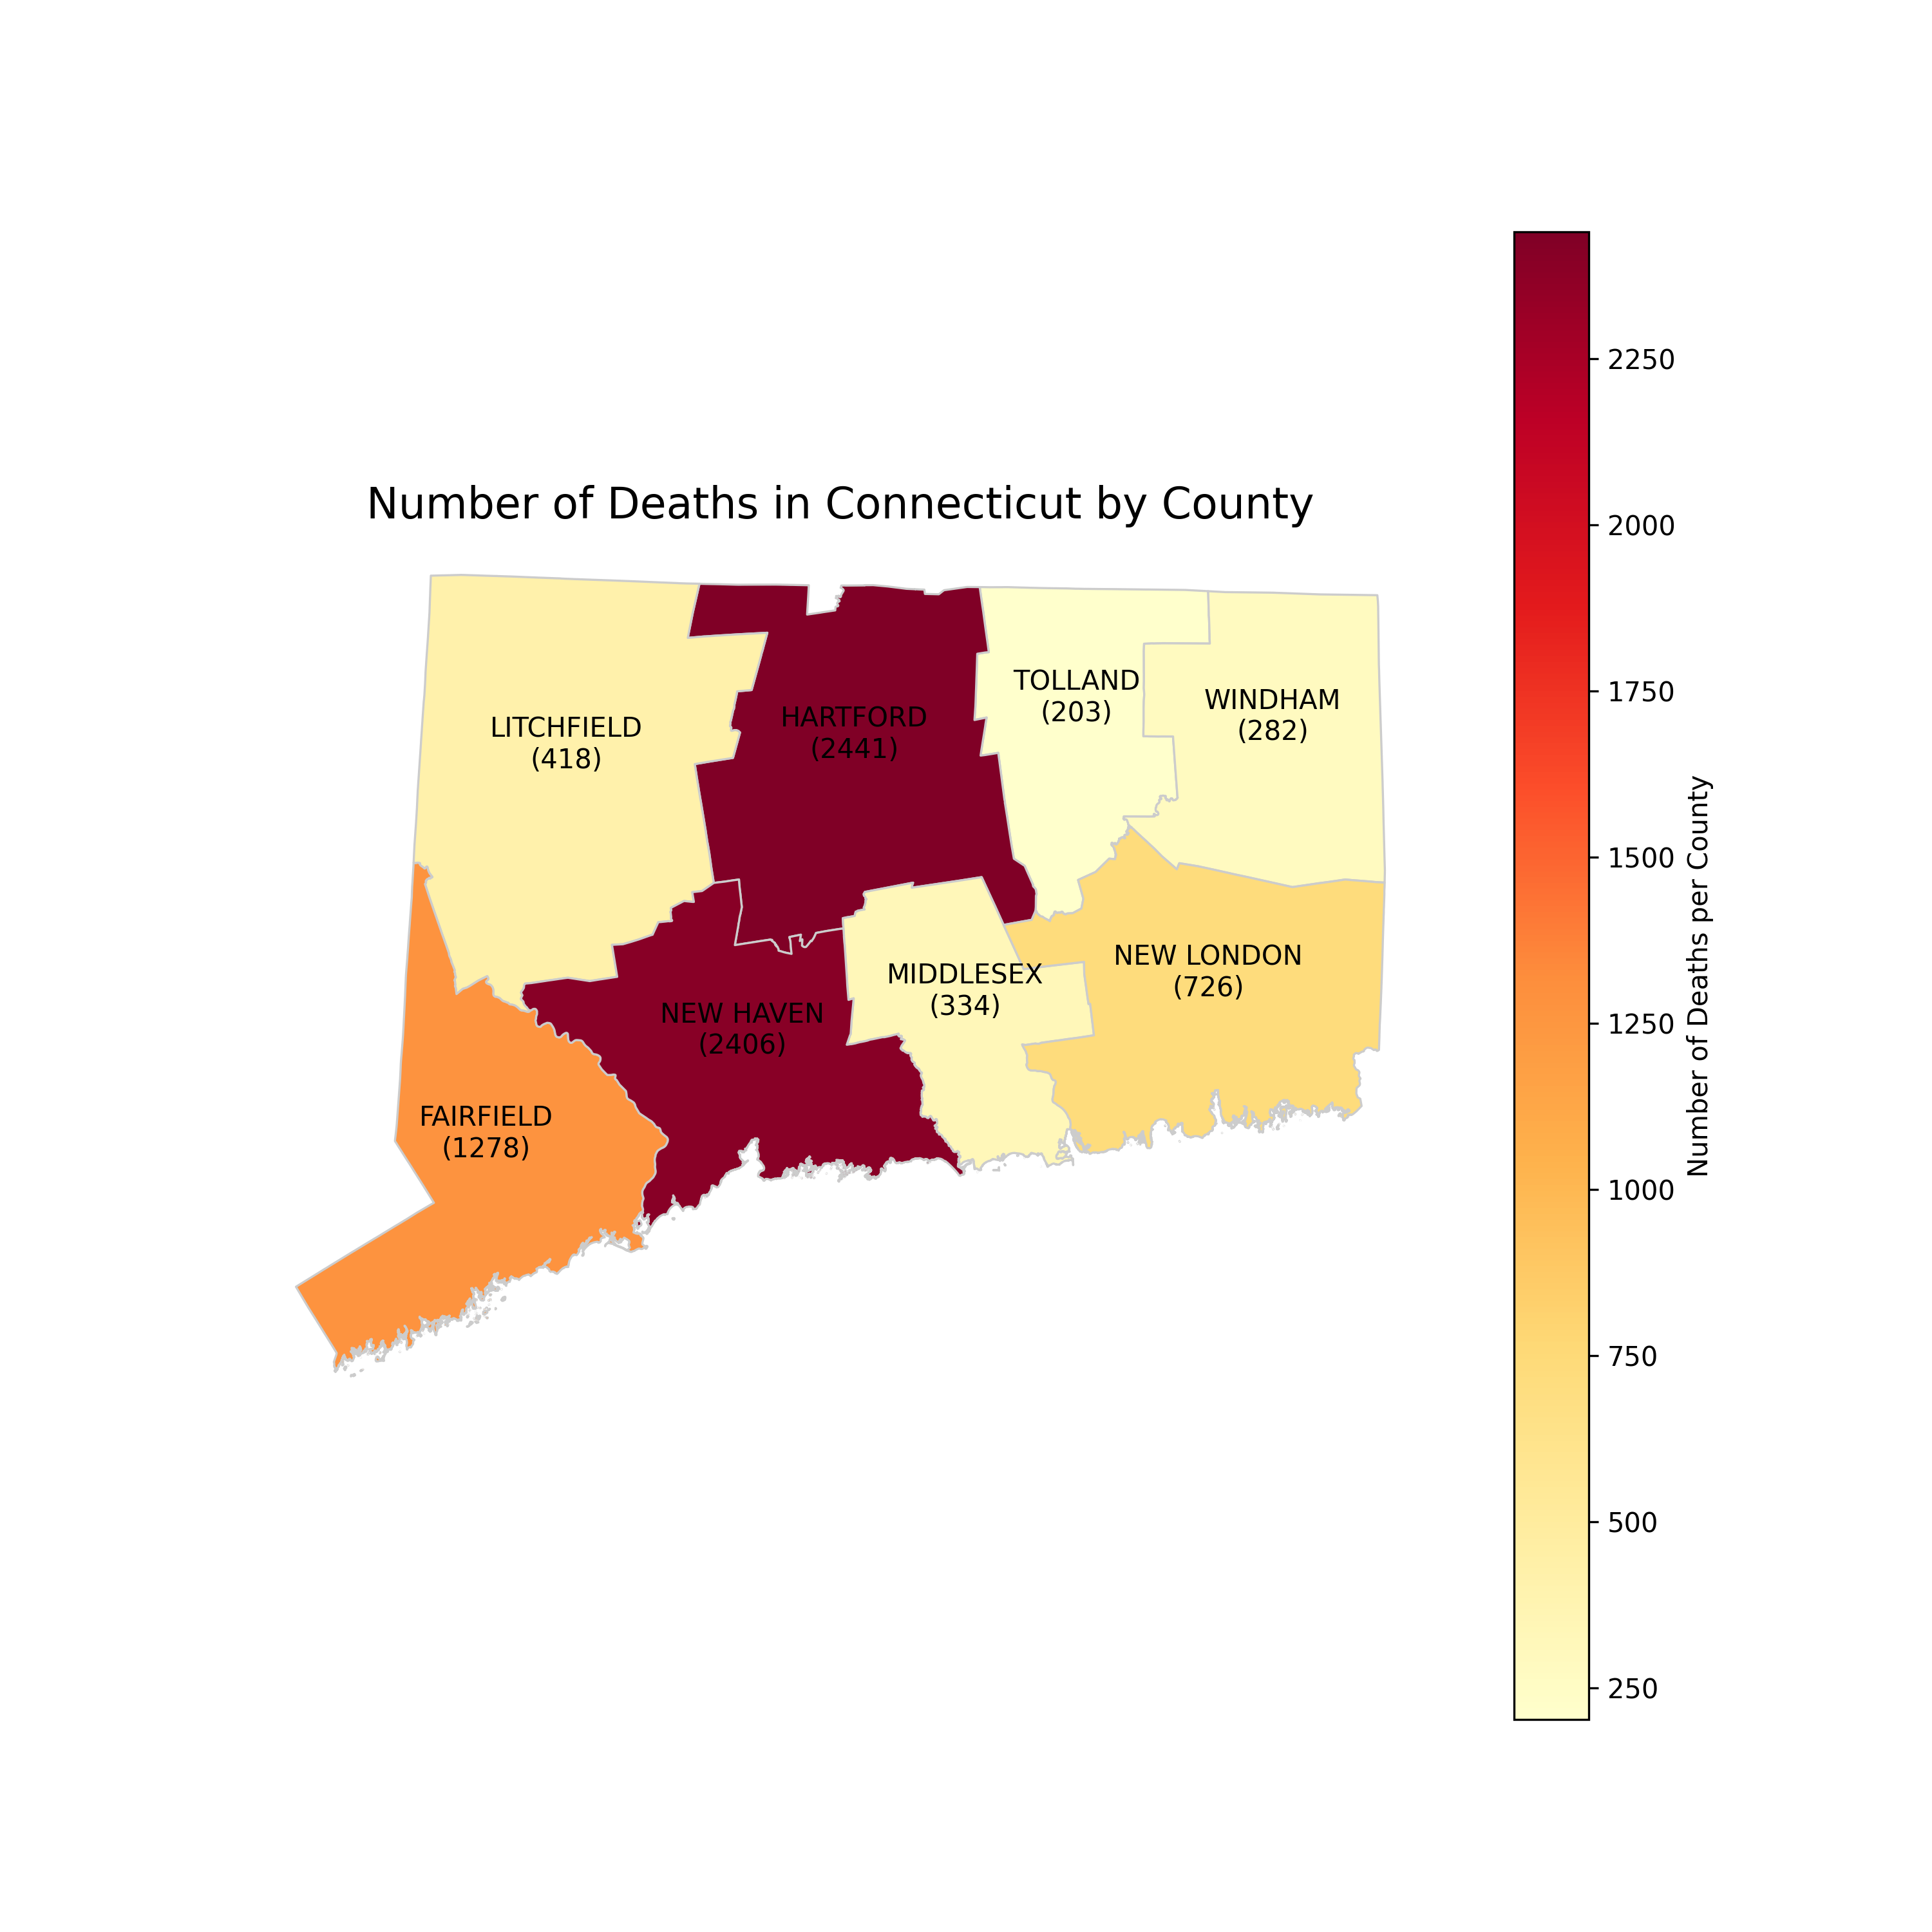 Number of Deaths in Connecticut by County
LITCHFIELD
(418)
HARTFORD
(2441)
TOLLAND
(203)
WINDHAM
(282)
NEW LONDON
(726)
MIDDLESEX
(334)
NEW HAVEN
(2406)
FAIRFIELD
(1278)
2250
2000
1750
1500
1250
1000
750
500
250
Number of Deaths per County